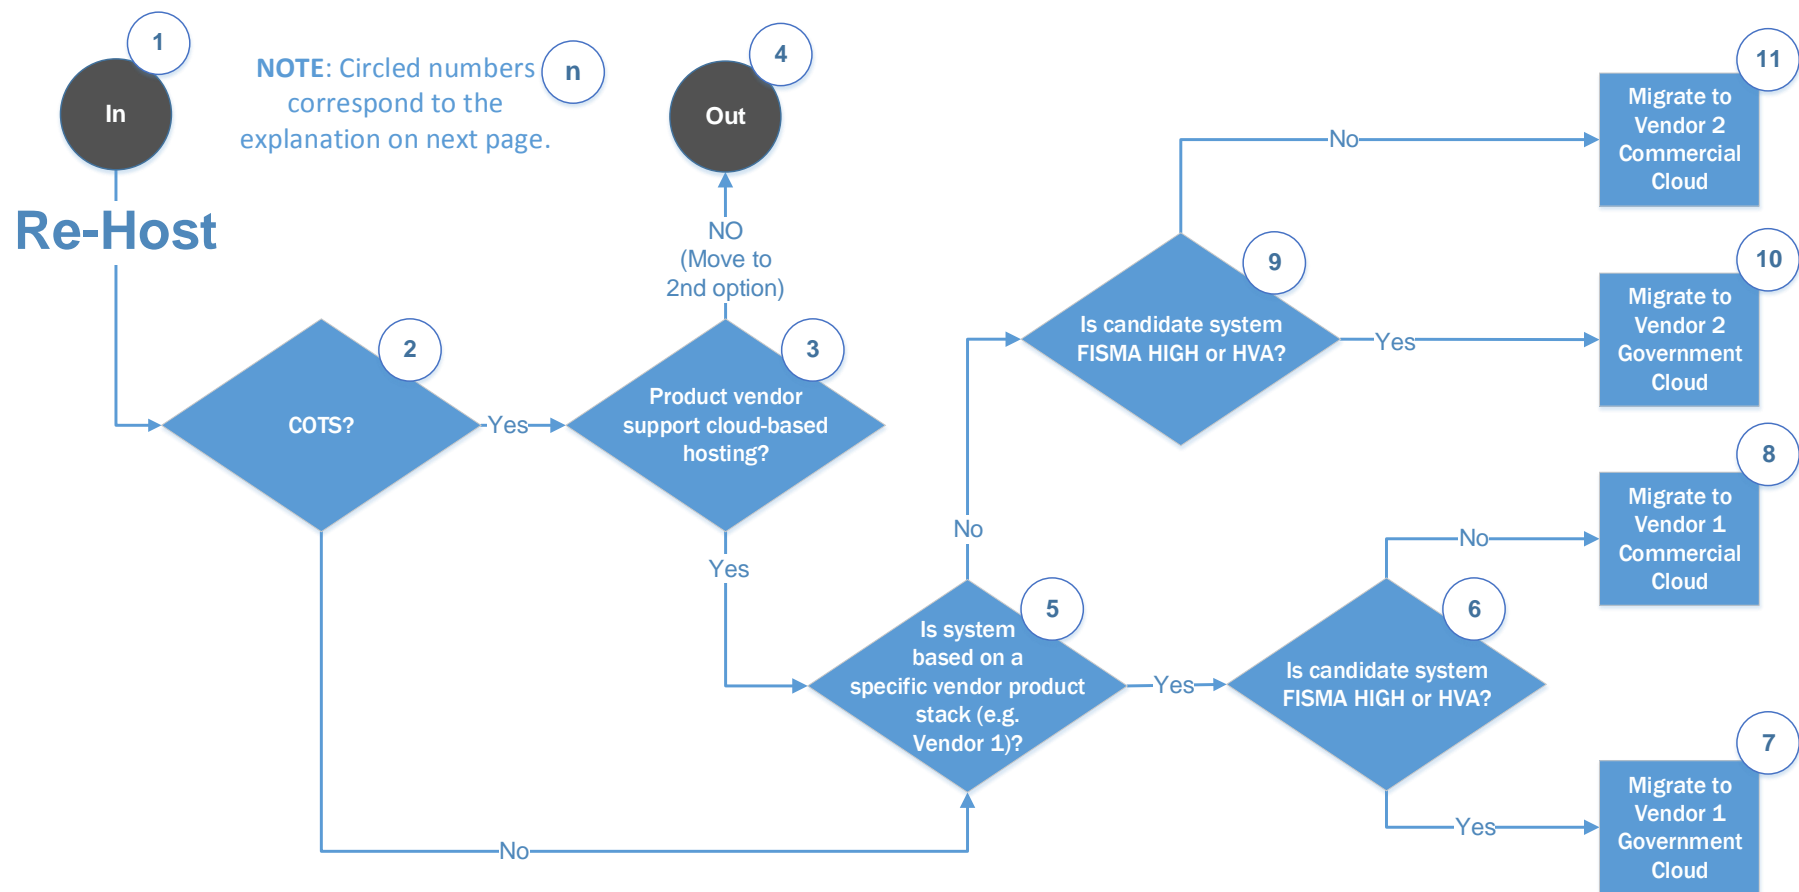 1
In
NOTE: Circled numbers
correspond to the
explanation on next page.
n
4
Out
Re-Host
NO
(Move to
2nd option)
2
COTS?
Yes
3
Product vendor
support cloud-based
hosting?
Yes
No
5
Is system
based on a
specific vendor product
stack (e.g.
Vendor 1)?
No
Yes
9
Is candidate system
FISMA HIGH or HVA?
No
Yes
6
Is candidate system
FISMA HIGH or HVA?
No
Yes
11
Migrate to
Vendor 2
Commercial
Cloud
10
Migrate to
Vendor 2
Government
Cloud
8
Migrate to
Vendor 1
Commercial
Cloud
7
Migrate to
Vendor 1
Government
Cloud